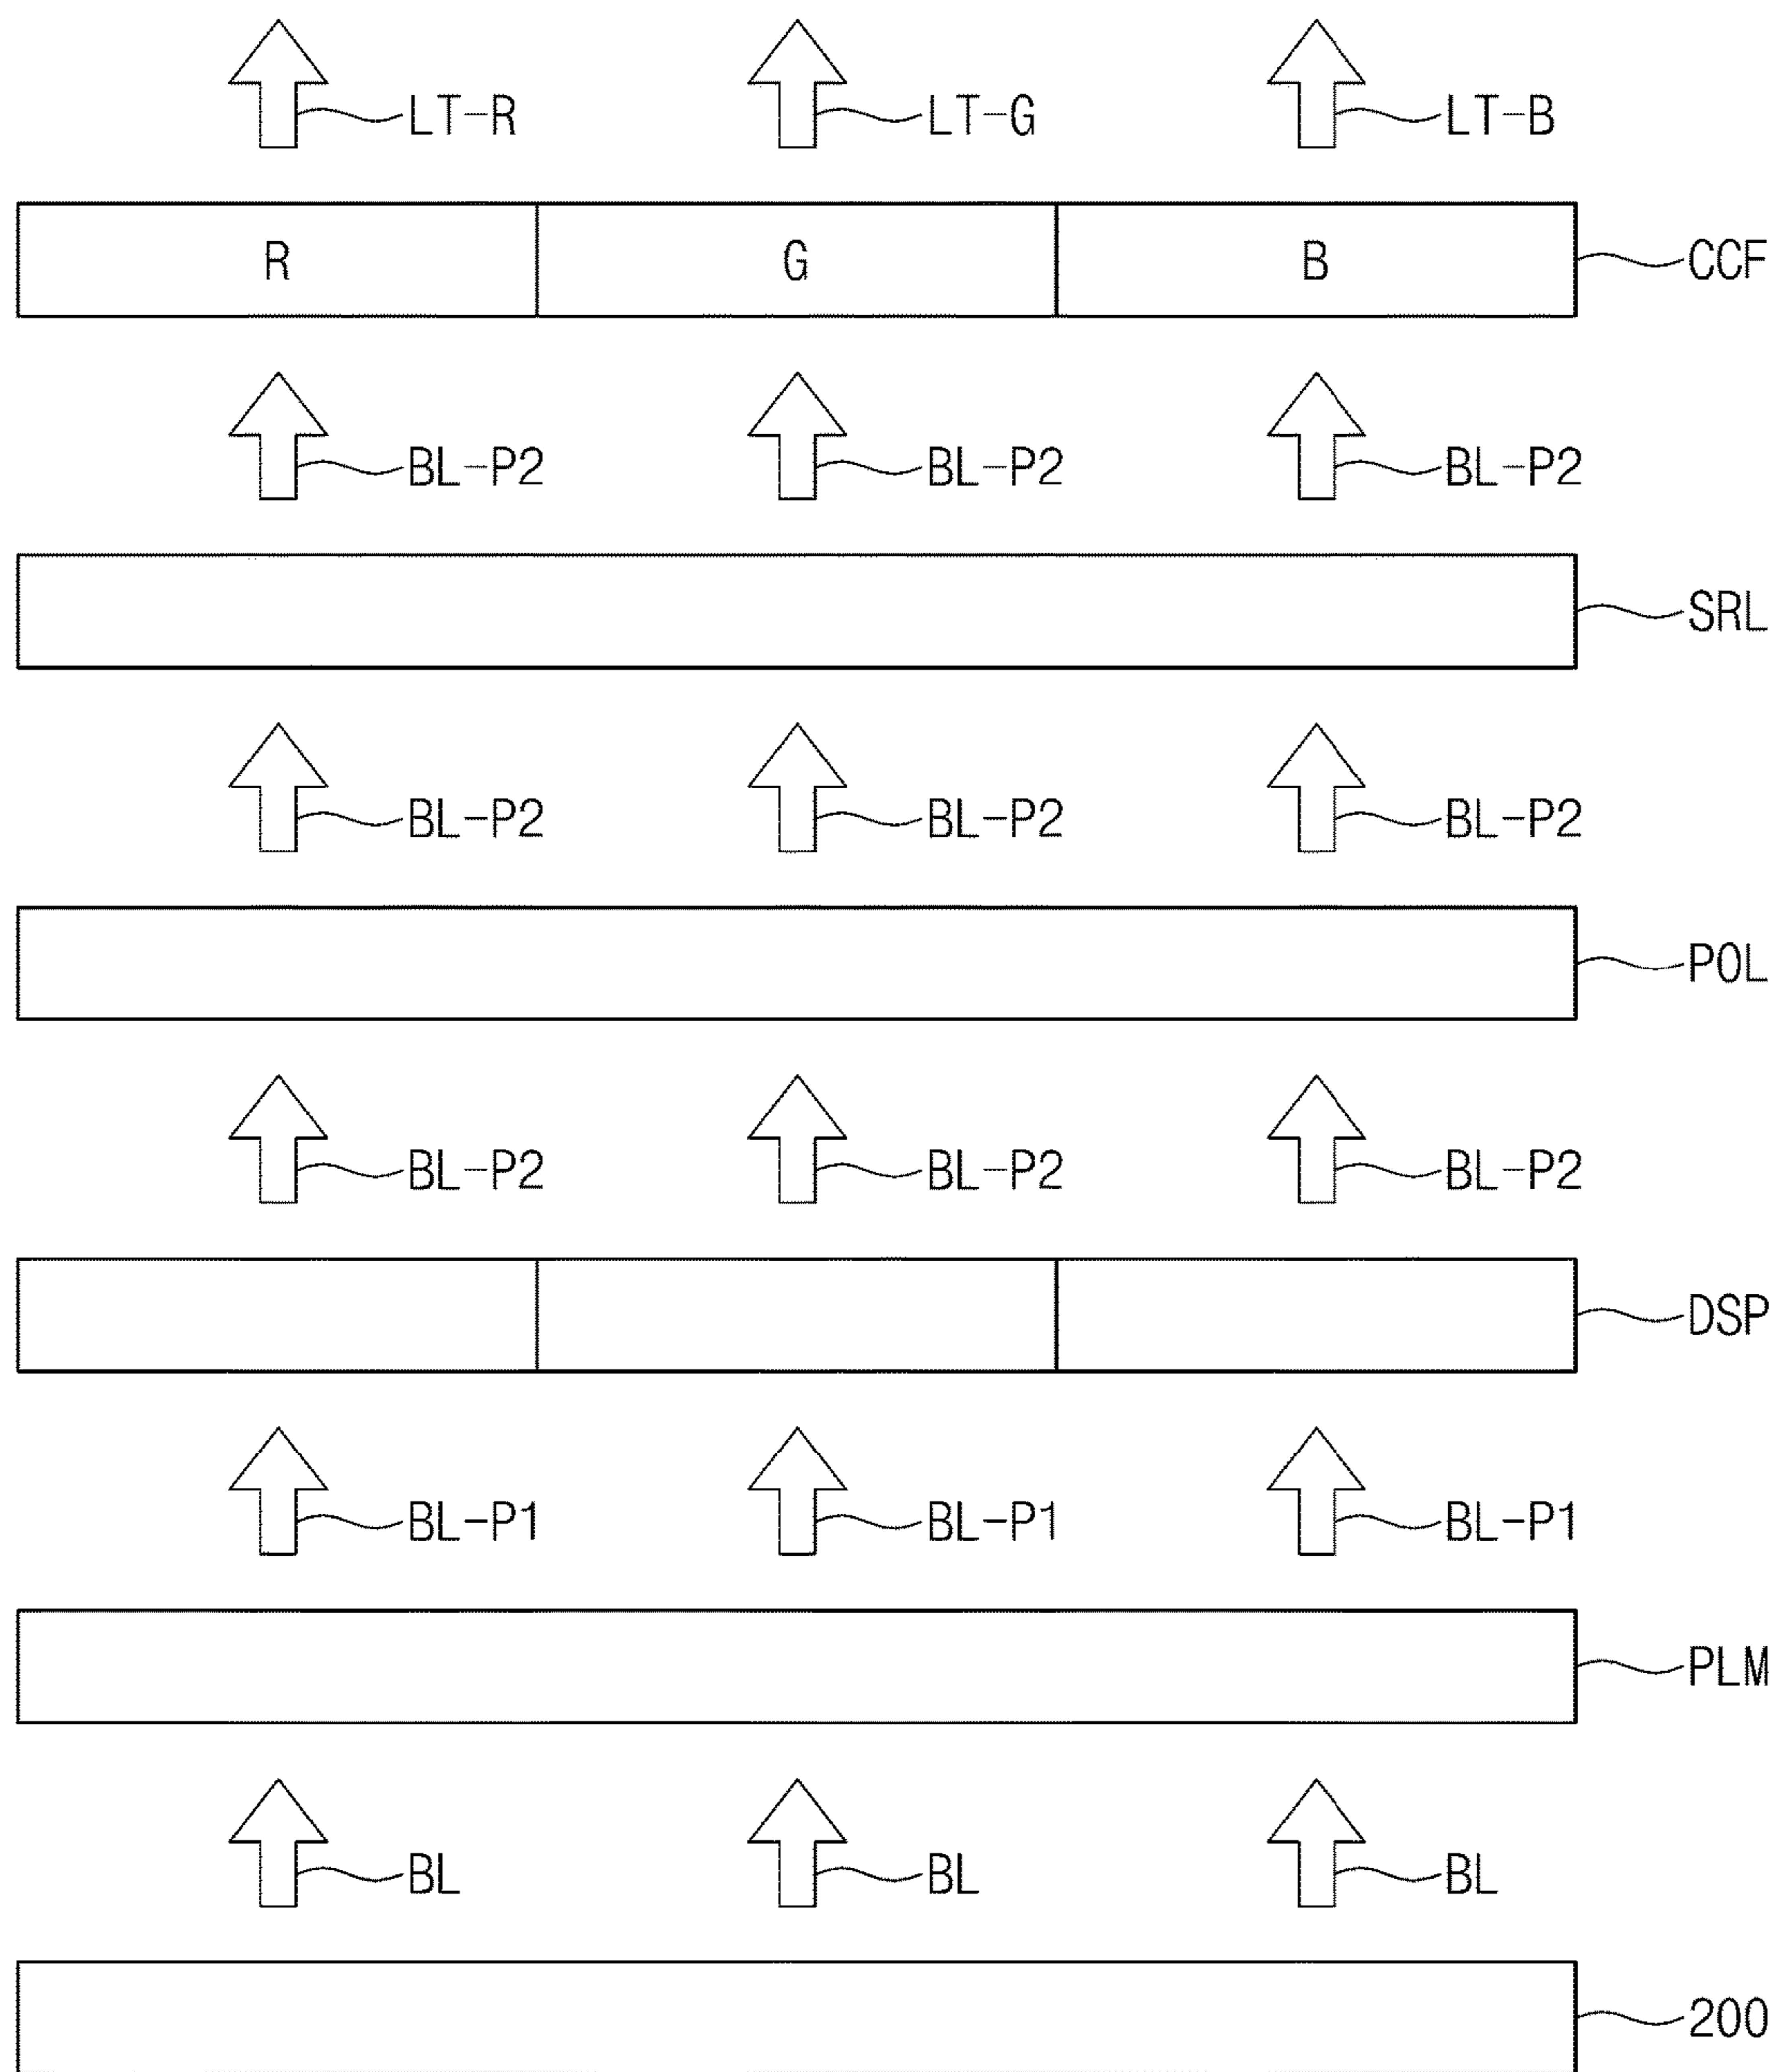 LT-R LT-G LT-B
R G B CCF
BL-P2 BL-P2 BL-P2
SRL
BL-P2 BL-P2 BL-P2
POL
BL-P2 BL-P2 BL-P2
DSP
BL-P1 BL-P1 BL-P1
PLM
BL BL BL
200